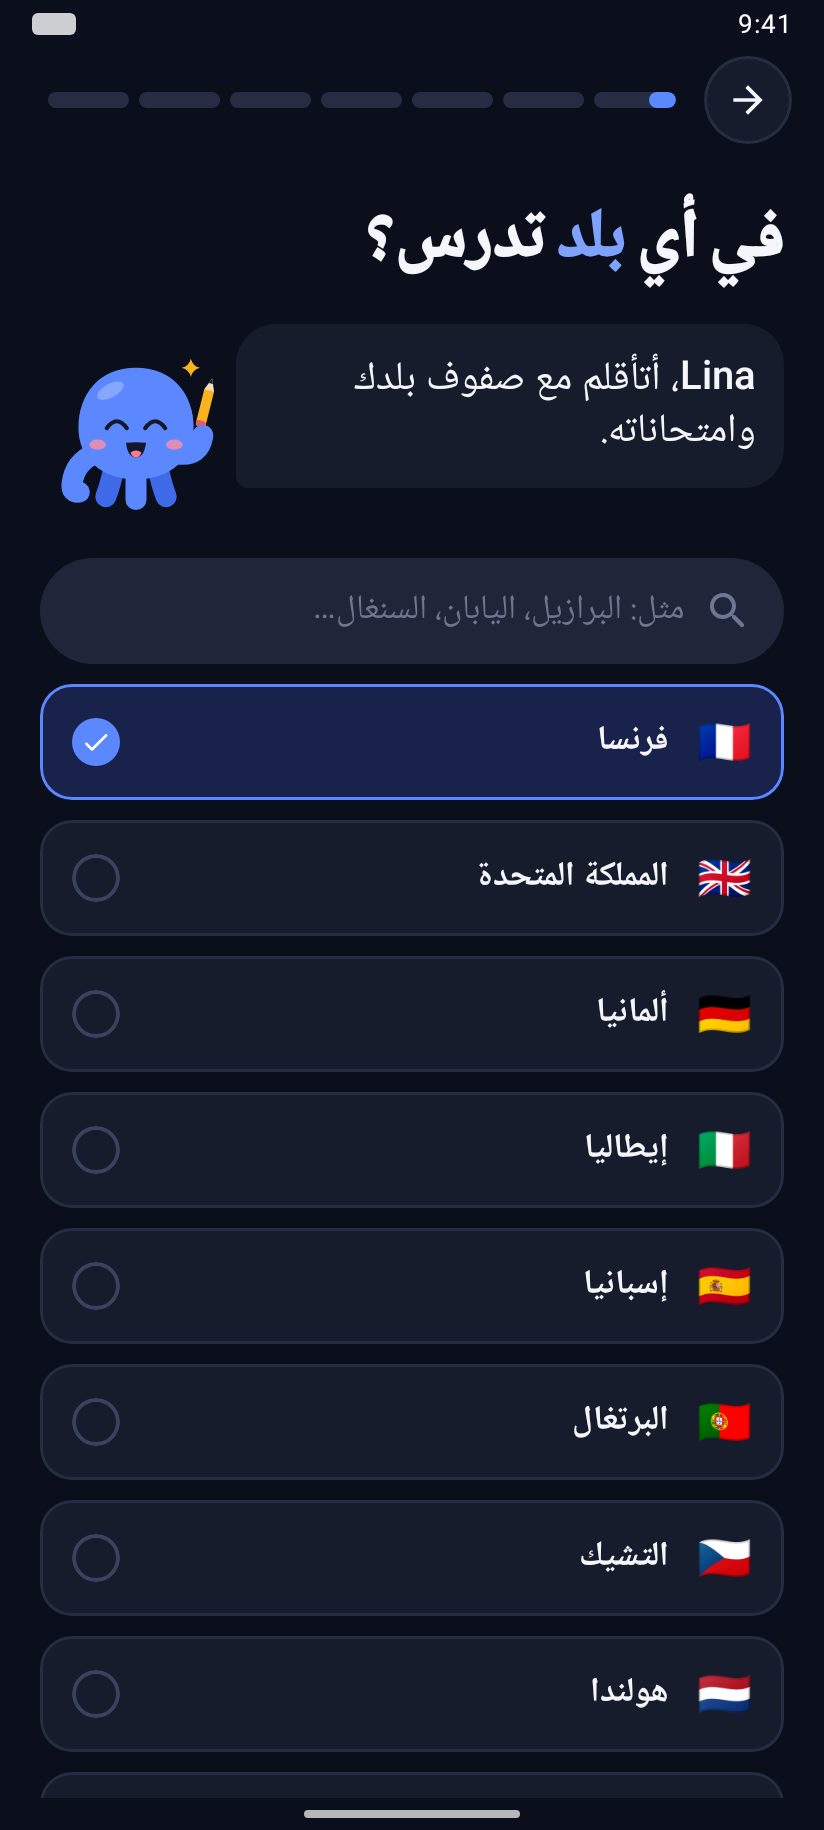 9:41
في أي بلد تدرس؟
Lina، أتأقلم مع صفوف بلدك
وامتحاناته.
مثل: البرازيل، اليابان، السنغال...
فرنسا
المملكة المتحدة
ألمانيا
إيطاليا
إسبانيا
البرتغال
التشيك
هولندا